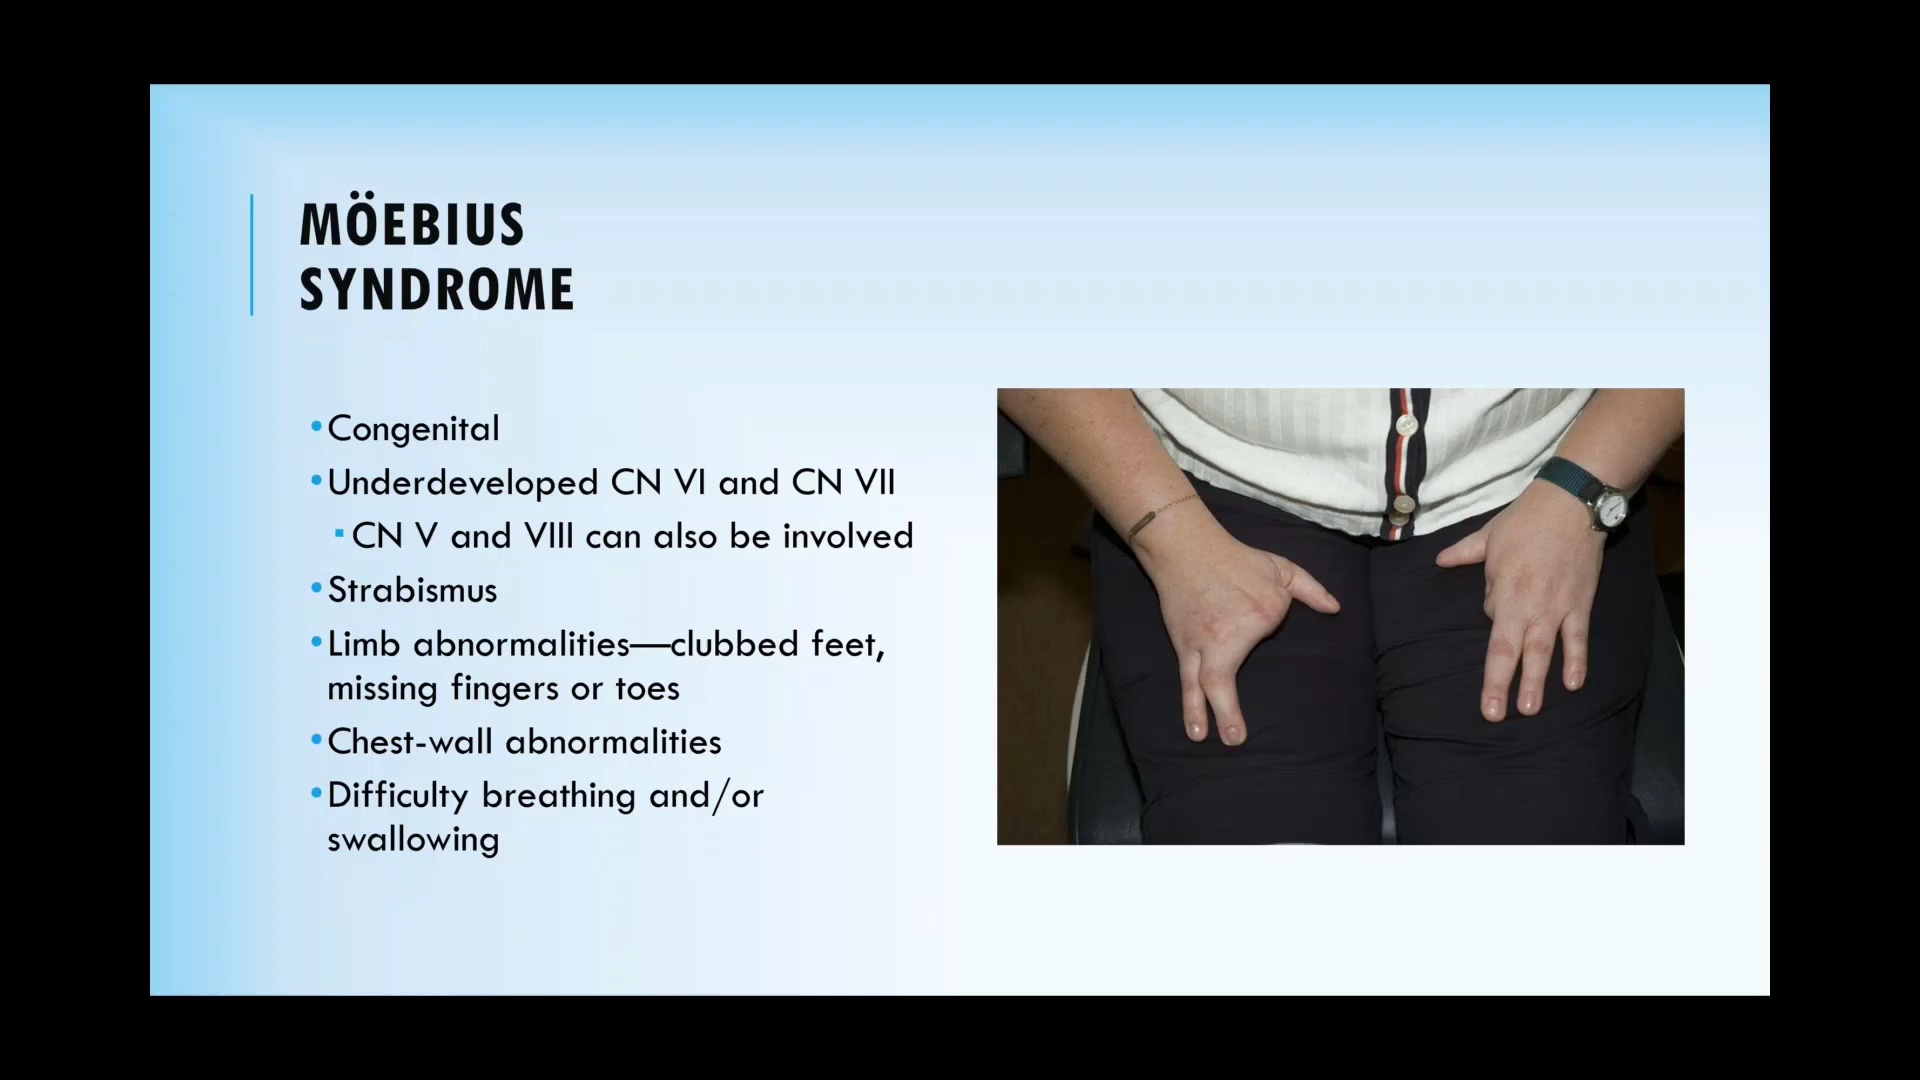 MÖEBIUS
SYNDROME
•Congenital
•Underdeveloped CN VI and CN VII
▪CN V and VIII can also be involved
•Strabismus
•Limb abnormalities—clubbed feet,
missing fingers or toes
•Chest-wall abnormalities
•Difficulty breathing and/or
swallowing